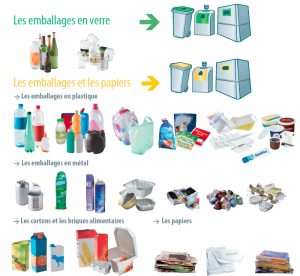 Les emballages en verre
Les emballages et les papiers
→ Les emballages en plastique
→ Les emballages en métal
→ Les cartons et les briques alimentaires
→ Les papiers